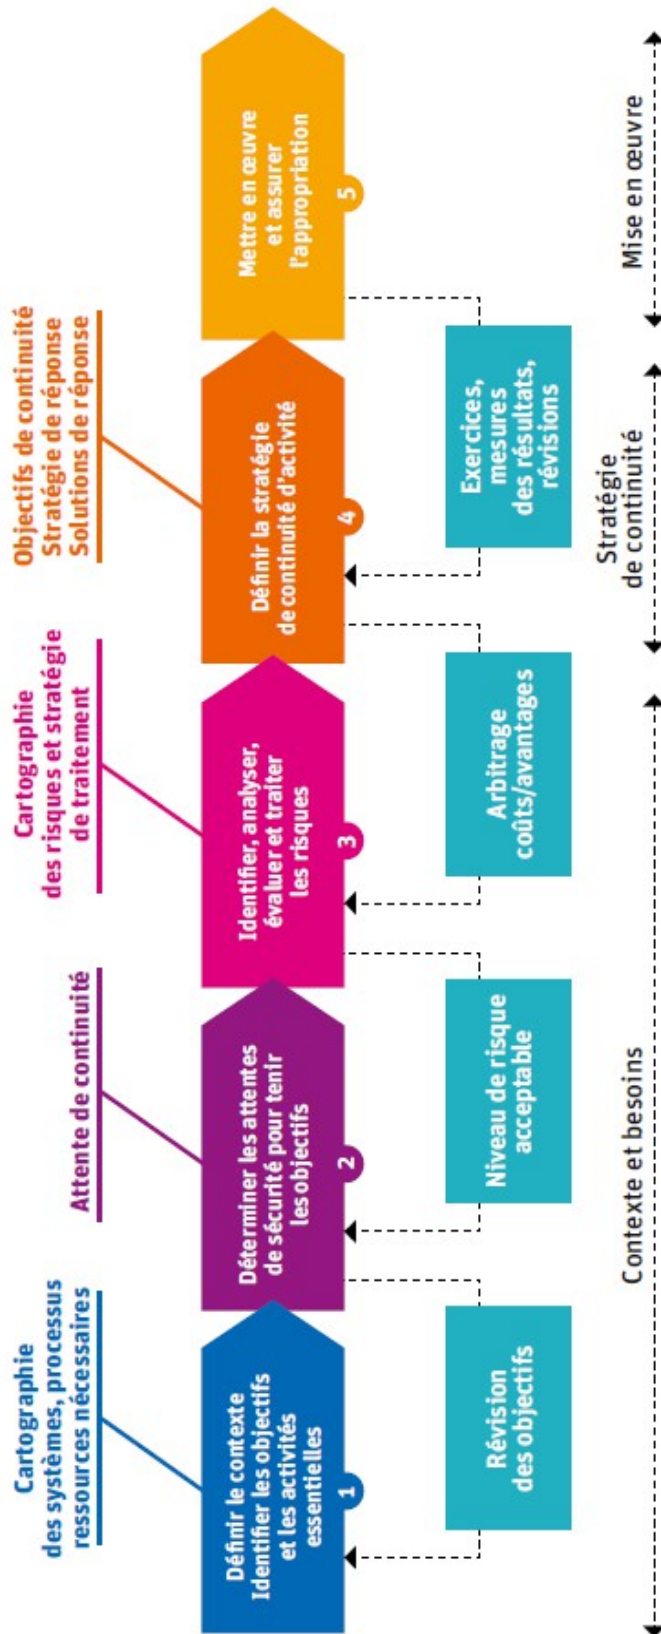 Cartographie
des systèmes, processus
ressources nécessaires
Attente de continuité
Cartographie
des risques et stratégie
de traitement
Objectifs de continuité
Stratégie de réponse
Solutions de réponse
Définir le contexte
Identifier les objectifs
et les activités
essentielles
1
Déterminer les attentes
de sécurité pour tenir
les objectifs
2
Identifier, analyser,
évaluer et traiter
les risques
3
Définir la stratégie
de continuité d'activité
4
Mettre en œuvre
et assurer
l'appropriation
5
Révision
des objectifs
Niveau de risque
acceptable
Arbitrage
coûts/avantages
Exercices,
mesures
des résultats,
révisions
Contexte et besoins
Stratégie
de continuité
Mise en œuvre